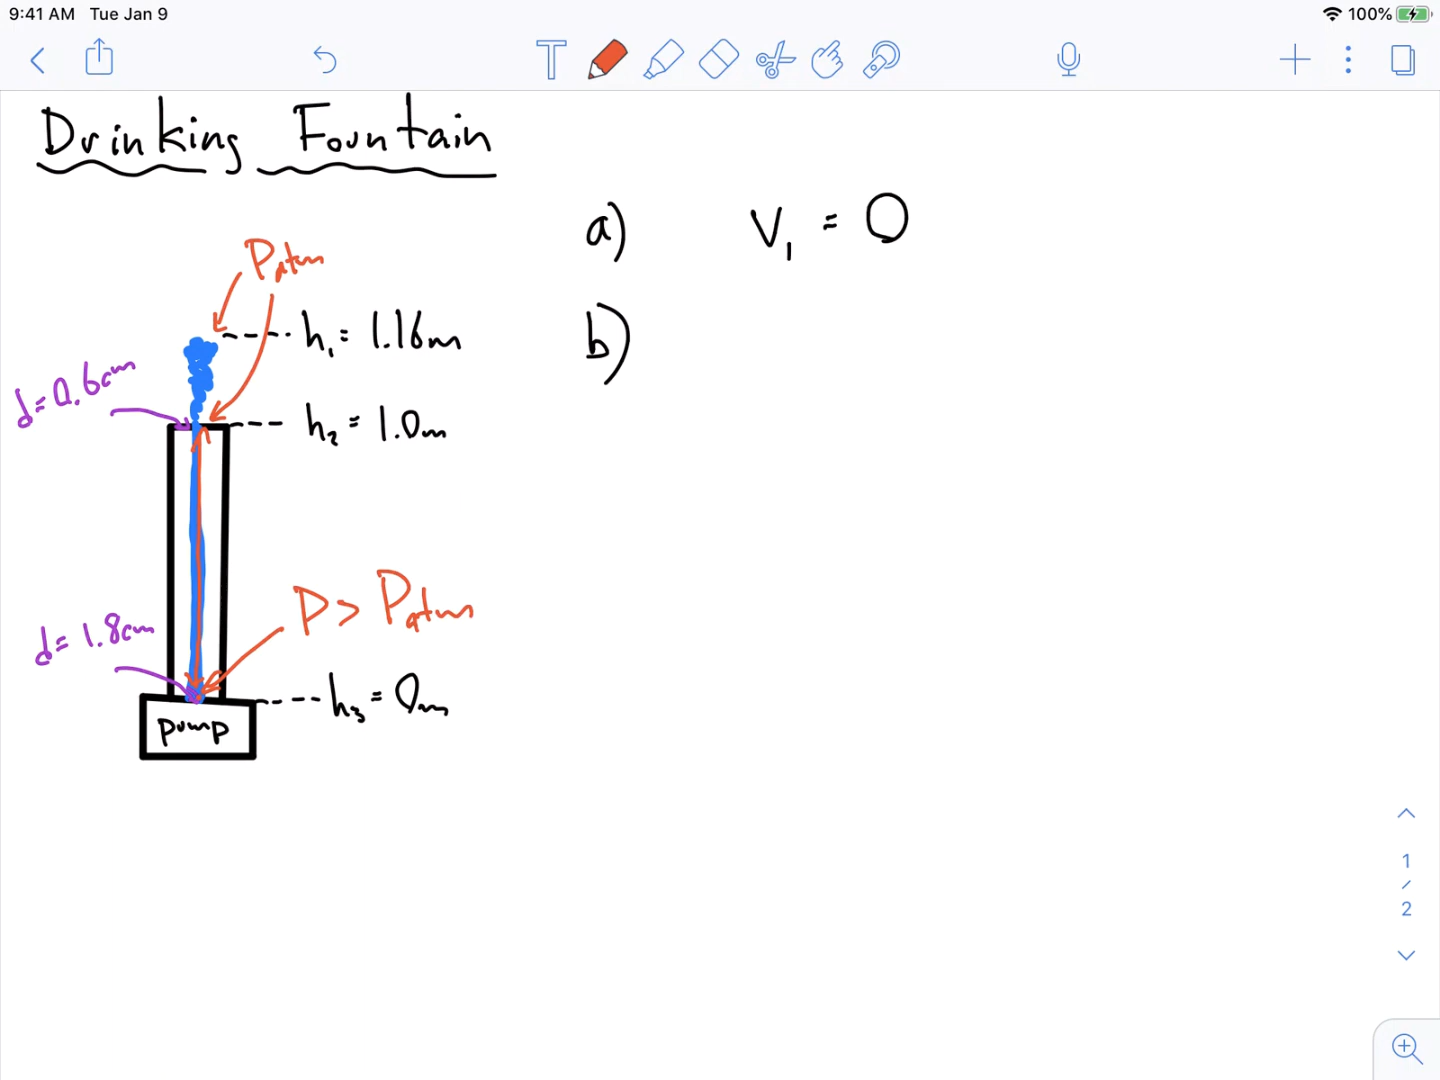 9:41 AM Tue Jan 9
100%
T
Drinking Fountain
a) V₁ = 0
Patm
h₁ = 1.16m
b)
d = 0.6cm
h₂ = 1.0m
P > Patm
d = 1.8cm
h₃ = 0m
pump
1
/
2